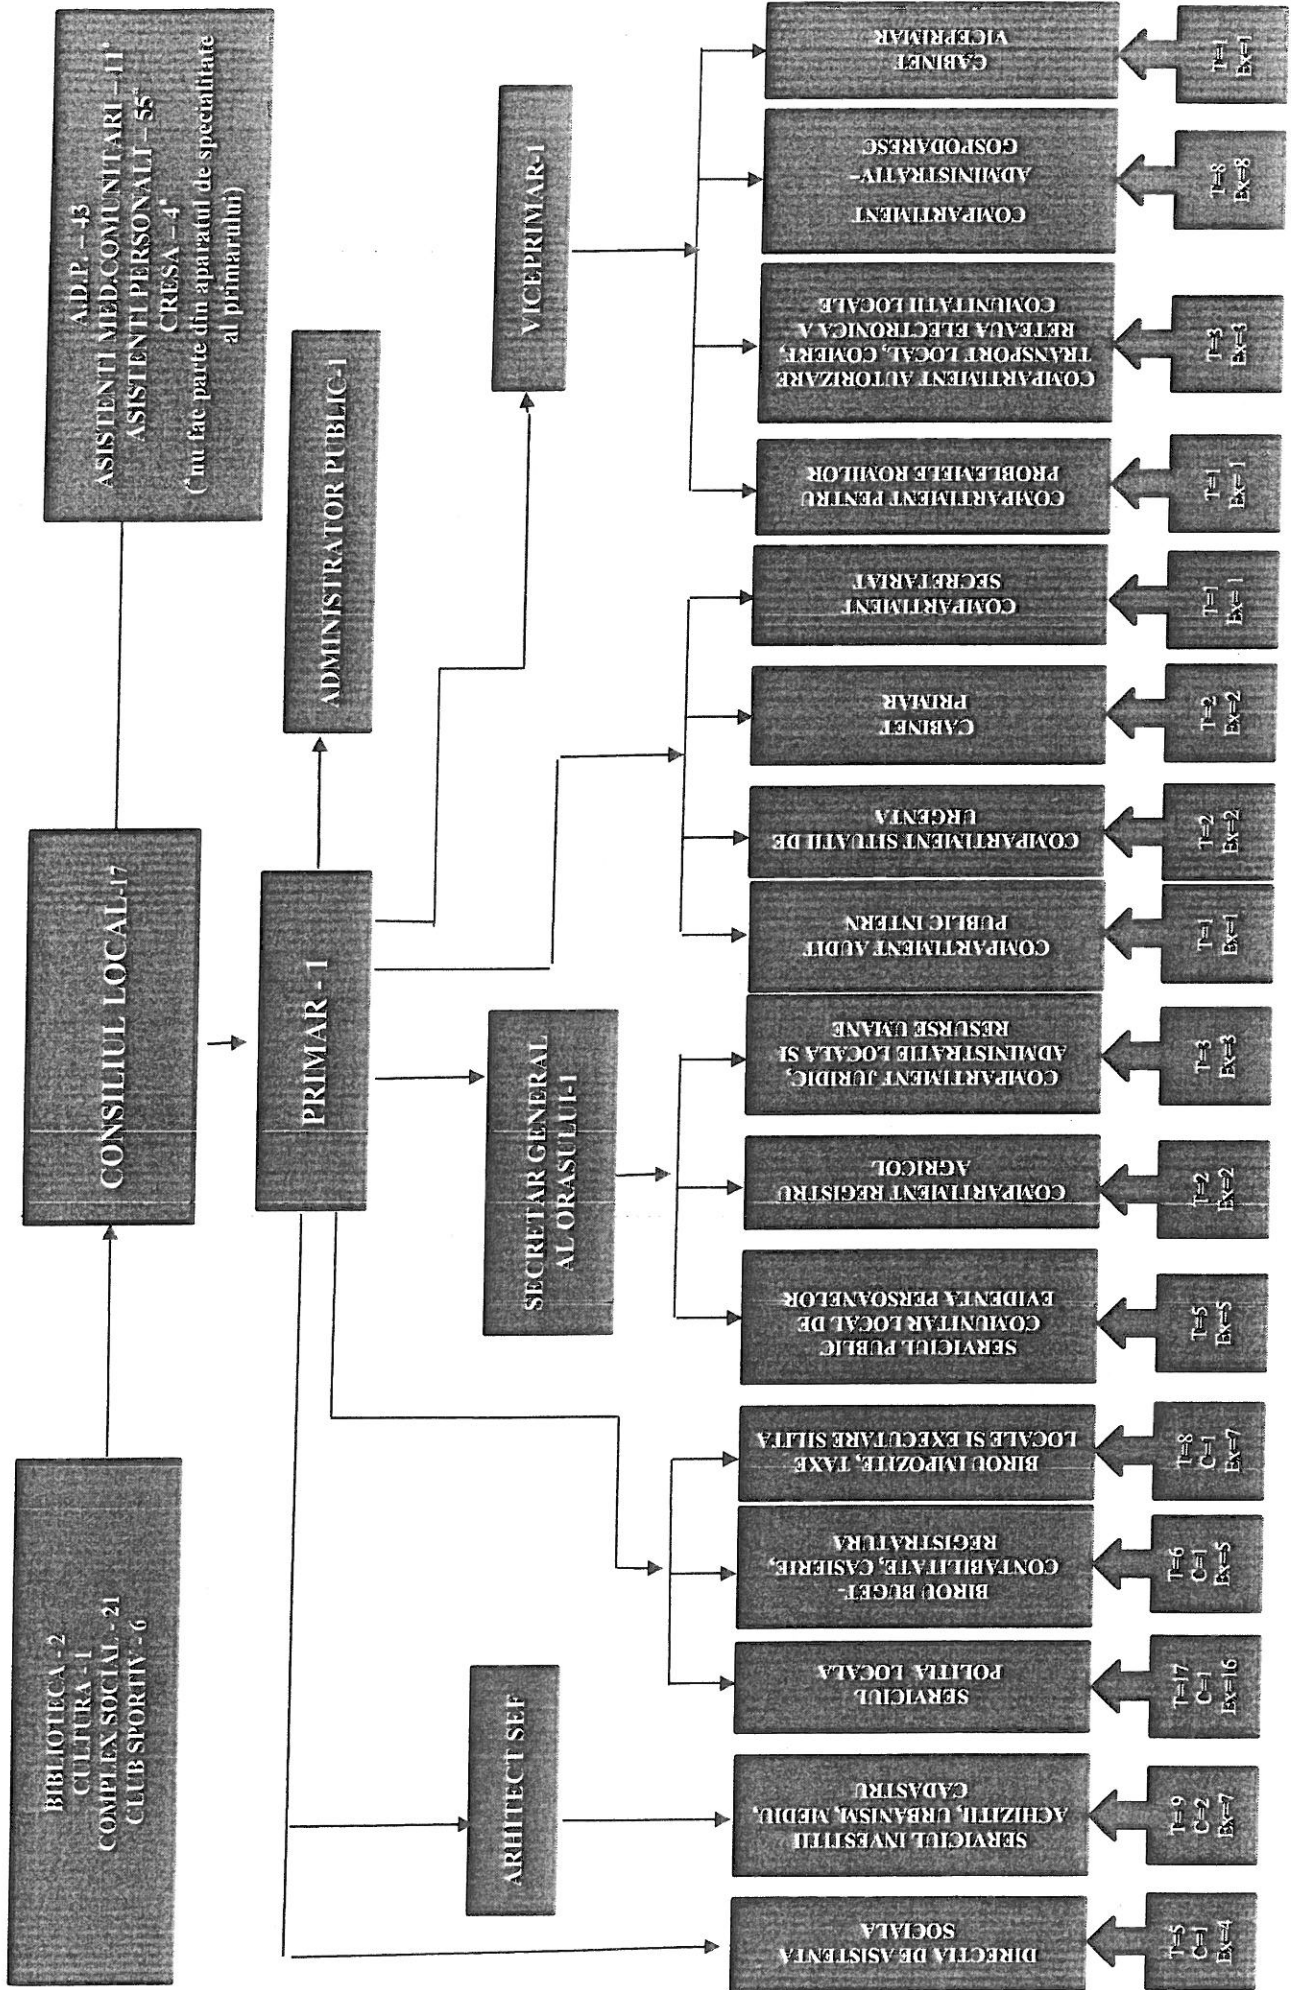 BIBLIOTECA - 2
CULTURA - 1
COMPLEX SOCIAL - 21
CLUB SPORTIV - 6
CONSILIUL LOCAL-17
A.D.P. – 43
ASISTENTI MED.COMUNITARI – 11*
ASISTENTI PERSONALI – 55*
CRESA – 4*
(*nu fac parte din aparatul de specialitate
al primarului)
PRIMAR - 1
ADMINISTRATOR PUBLIC-1
ARHITECT SEF
SECRETAR GENERAL
AL ORASULUI-1
VICEPRIMAR-1
DIRECTIA DE ASISTENTA
SOCIALA
SERVICIUL INVESTITII
ACHIZITII, URBANISM, MEDIU,
CADASTRU
SERVICIUL
POLITIA LOCALA
BIROU BUGET-
CONTABILITATE, CASIERIE,
REGISTRATURA
BIROU IMPOZITE, TAXE
LOCALE SI EXECUTARE SILITA
SERVICIUL PUBLIC
COMUNITAR LOCAL DE
EVIDENTA PERSOANELOR
COMPARTIMENT REGISTRU
AGRICOL
COMPARTIMENT JURIDIC,
ADMINISTRATIE LOCALA SI
RESURSE UMANE
COMPARTIMENT AUDIT
PUBLIC INTERN
COMPARTIMENT SITUATII DE
URGENTA
CABINET
PRIMAR
COMPARTIMENT
SECRETARIAT
COMPARTIMENT PENTRU
PROBLEMELE ROMILOR
COMPARTIMENT AUTORIZARE
TRANSPORT LOCAL, COMERT,
RETEAUA ELECTRONICA A
COMUNITATII LOCALE
COMPARTIMENT
ADMINISTRATIV-
GOSPODARESC
CABINET
VICEPRIMAR
T=5
C=1
Ex=4
T=9
C=2
Ex=7
T=17
C=1
Ex=16
T=6
C=1
Ex=5
T=8
C=1
Ex=7
T=5
Ex=5
T=2
Ex=2
T=3
Ex=3
T=1
Ex=1
T=2
Ex=2
T=2
Ex=2
T=1
Ex=1
T=1
Ex=1
T=3
Ex=3
T=8
Ex=8
T=1
Ex=1